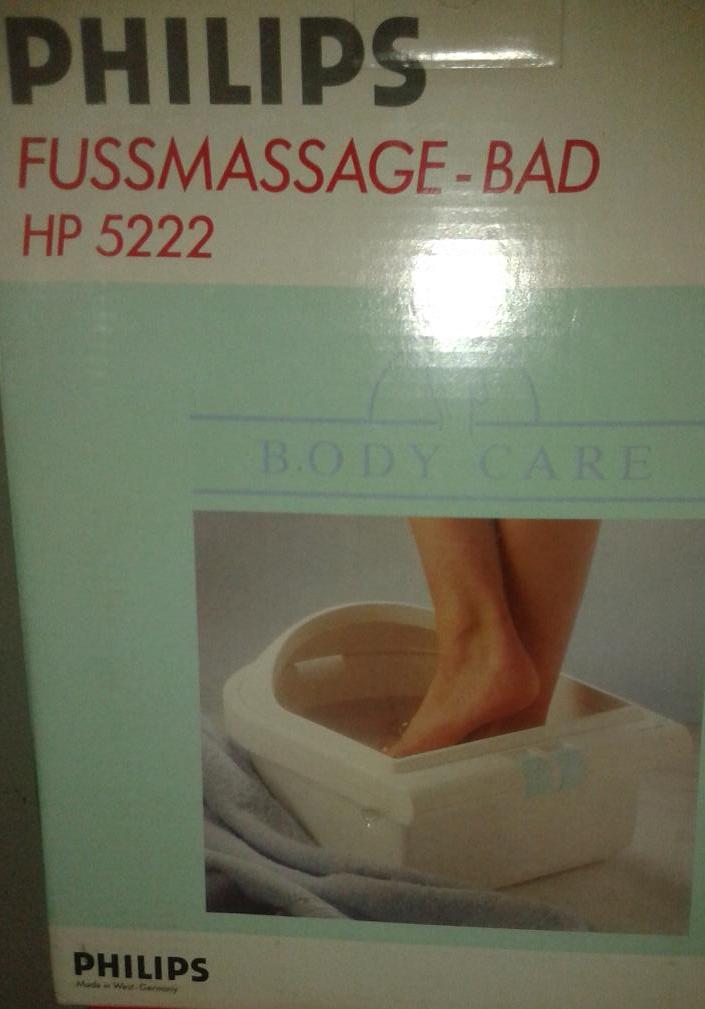 PHILIPS
FUSSMASSAGE-BAD
HP 5222
BODY CARE
PHILIPS
Made in West-Germany